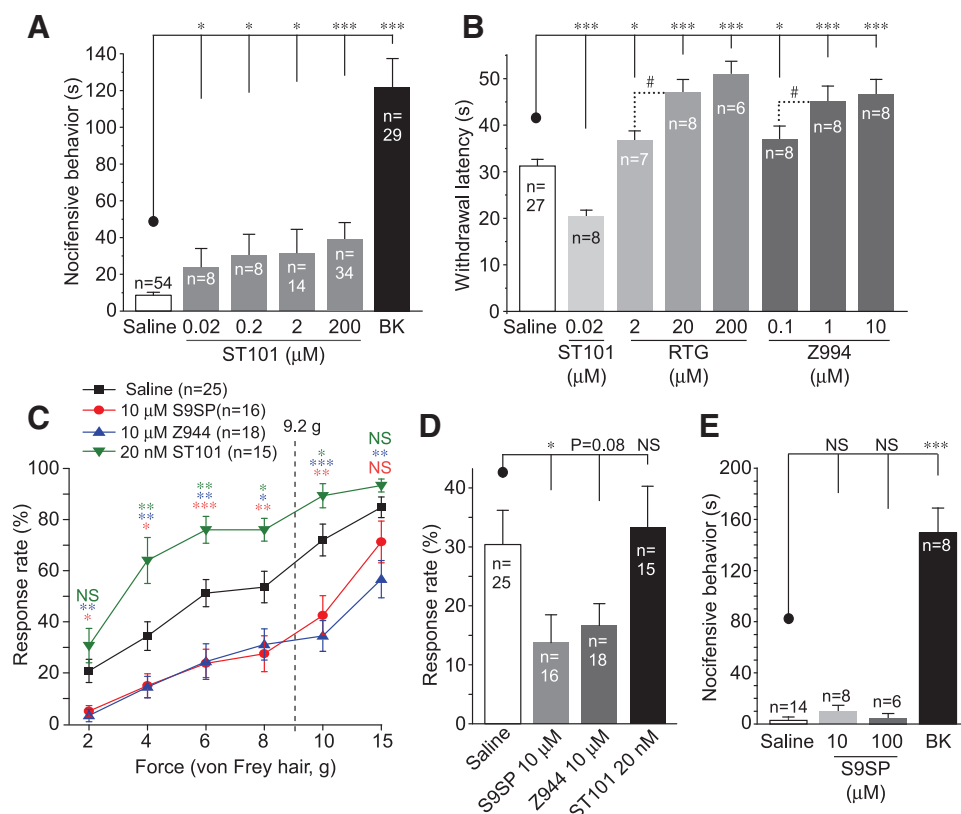 A
* * * ***
Nocifensive behavior (s)
140
120
100
80
60
40
20
0
n=54
n=8
n=8
n=
14
n=
34
n=
29
Saline 0.02 0.2 2 200 BK
ST101 (μM)
B
*** * *** *** * *** ***
Withdrawal latency (s)
50
40
30
20
10
0
# #
n=
27
n=8
n=7
n=8
n=6
n=8
n=8
n=8
Saline 0.02 2 20 200 0.1 1 10
ST101 RTG Z994
(μM) (μM) (μM)
C
Saline (n=25)
10 μM S9SP(n=16)
10 μM Z944 (n=18)
20 nM ST101 (n=15)
9.2 g
Response rate (%)
100
80
60
40
20
0
NS
**
*
**
**
*
**
**
***
*
*
**
*
***
**
NS
**
NS
2 4 6 8 10 15
Force (von Frey hair, g)
D
* P=0.08 NS
Response rate (%)
40
30
20
10
0
n=
25
n=
16
n=
18
n=
15
Saline
S9SP 10 μM
Z944 10 μM
ST101 20 nM
E
NS NS ***
Nocifensive behavior (s)
200
160
120
80
40
0
n=14
n=8
n=6
n=8
Saline 10 100 BK
S9SP
(μM)